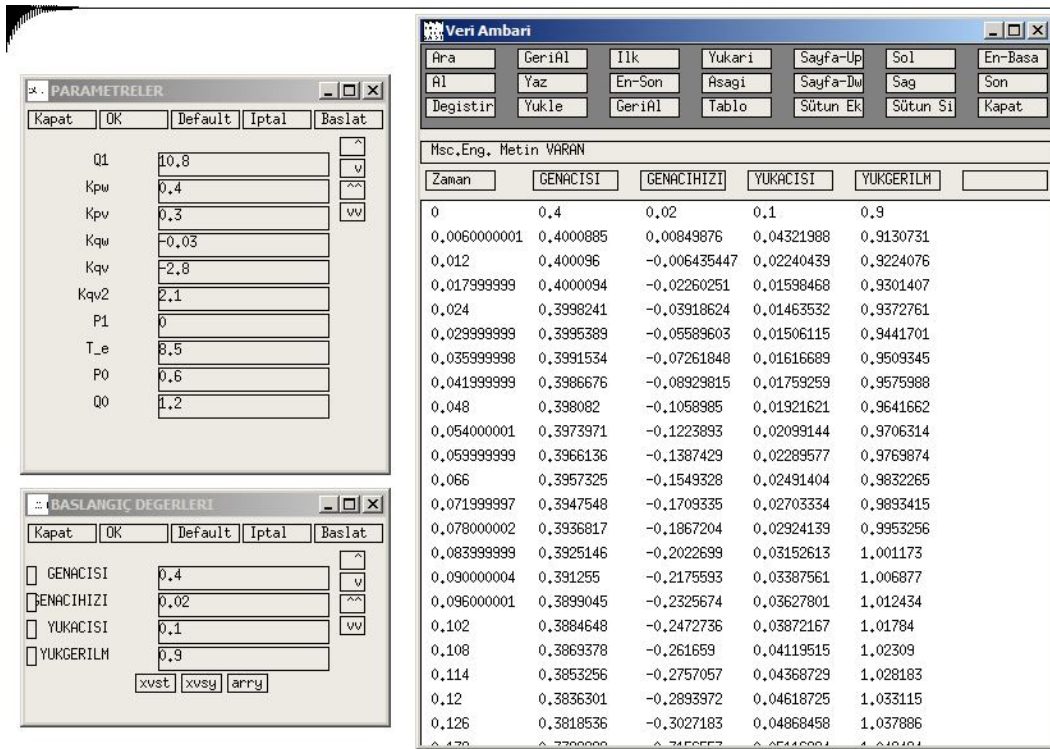 PARAMETRELER
Kapat OK Default Iptal Baslat
Q1 10.8
Kpw 0.4
Kpv 0.3
Kqw -0.03
Kqv -2.8
Kqv2 2.1
P1 0
T_e 8.5
P0 0.6
Q0 1.2
BASLANGIÇ DEGERLERI
Kapat OK Default Iptal Baslat
GENACISI 0.4
GENACIHIZI 0.02
YUKACISI 0.1
YUKGERILM 0.9
xvst xvsy arry
Veri Ambari
Ara GeriAl Ilk Yukari Sayfa-Up Sol En-Basa
Al Yaz En-Son Asagi Sayfa-Dw Sag Son
Degistir Yukle GeriAl Tablo Sütun Ek Sütun Si Kapat
Msc.Eng. Metin VARAN
Zaman GENACISI GENACIHIZI YUKACISI YUKGERILM
0 0.4 0.02 0.1 0.9
0.0060000001 0.4000885 0.00849876 0.04321988 0.9130731
0.012 0.400096 -0.006435447 0.02240439 0.9224076
0.017999999 0.4000094 -0.02260251 0.01598468 0.9301407
0.024 0.3998241 -0.03918624 0.01463532 0.9372761
0.029999999 0.3995389 -0.05589603 0.01506115 0.9441701
0.035999998 0.3991534 -0.07261848 0.01616689 0.9509345
0.041999999 0.3986676 -0.08929815 0.01759259 0.9575988
0.048 0.398082 -0.1058985 0.01921621 0.9641662
0.054000001 0.3973971 -0.1223893 0.02099144 0.9706314
0.059999999 0.3966136 -0.1387429 0.02289577 0.9769874
0.066 0.3957325 -0.1549328 0.02491404 0.9832265
0.071999997 0.3947548 -0.1709335 0.02703334 0.9893415
0.078000002 0.3936817 -0.1867204 0.02924139 0.9953256
0.083999999 0.3925146 -0.2022699 0.03152613 1.001173
0.090000004 0.391255 -0.2175593 0.03387561 1.006877
0.096000001 0.3899045 -0.2325674 0.03627801 1.012434
0.102 0.3884648 -0.2472736 0.03872167 1.01784
0.108 0.3869378 -0.261659 0.04119515 1.02309
0.114 0.3853256 -0.2757057 0.04368729 1.028183
0.12 0.3836301 -0.2893972 0.04618725 1.033115
0.126 0.3818536 -0.3027183 0.04868458 1.037886